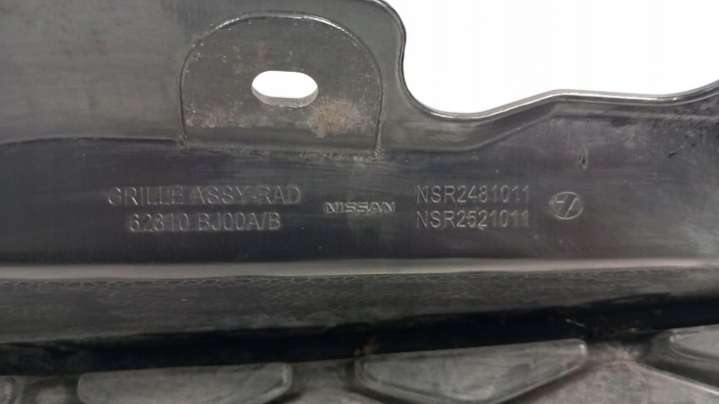 GRILLE ASSY-RAD
62310 BJ00A/B
NISSAN
NSR2481011
NSR2521011